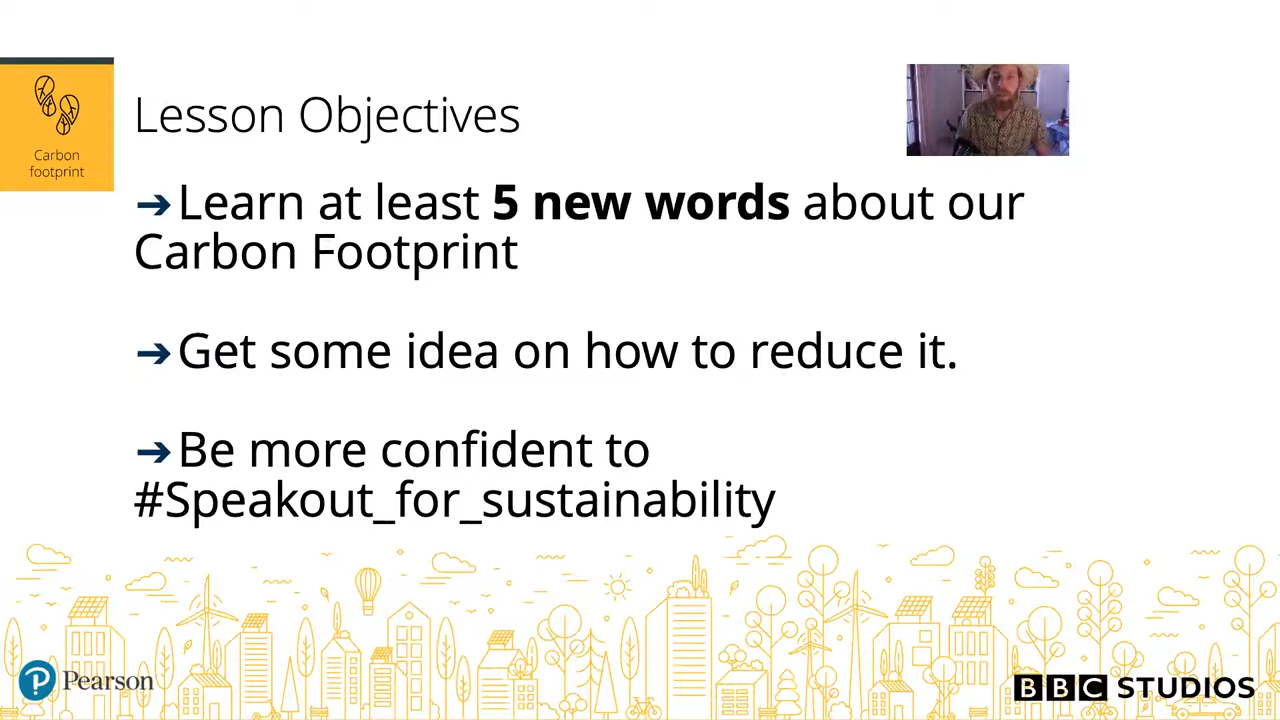 Carbon
footprint
Lesson Objectives
➔Learn at least 5 new words about our
Carbon Footprint
➔Get some idea on how to reduce it.
➔Be more confident to
#Speakout_for_sustainability
P Pearson
BBC STUDIOS